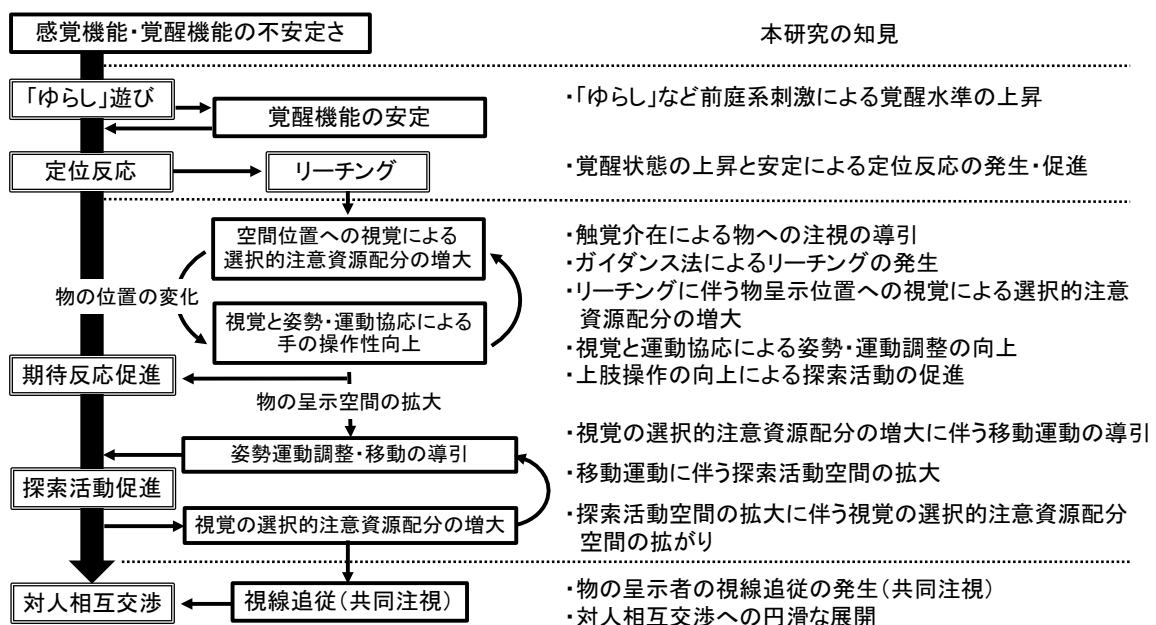 感覚機能・覚醒機能の不安定さ
本研究の知見
「ゆらし」遊び
・「ゆらし」など前庭系刺激による覚醒水準の上昇
覚醒機能の安定
定位反応
リーチング
・覚醒状態の上昇と安定による定位反応の発生・促進
空間位置への視覚による
選択的注意資源配分の増大
物の位置の変化
視覚と姿勢・運動協応による
手の操作性向上
・触覚介在による物への注視の導引
・ガイダンス法によるリーチングの発生
・リーチングに伴う物呈示位置への視覚による選択的注意
資源配分の増大
・視覚と運動協応による姿勢・運動調整の向上
・上肢操作の向上による探索活動の促進
期待反応促進
物の呈示空間の拡大
姿勢運動調整・移動の導引
・視覚の選択的注意資源配分の増大に伴う移動運動の導引
・移動運動に伴う探索活動空間の拡大
探索活動促進
視覚の選択的注意資源配分の増大
・探索活動空間の拡大に伴う視覚の選択的注意資源配分
空間の拡がり
対人相互交渉
視線追従(共同注視)
・物の呈示者の視線追従の発生(共同注視)
・対人相互交渉への円滑な展開